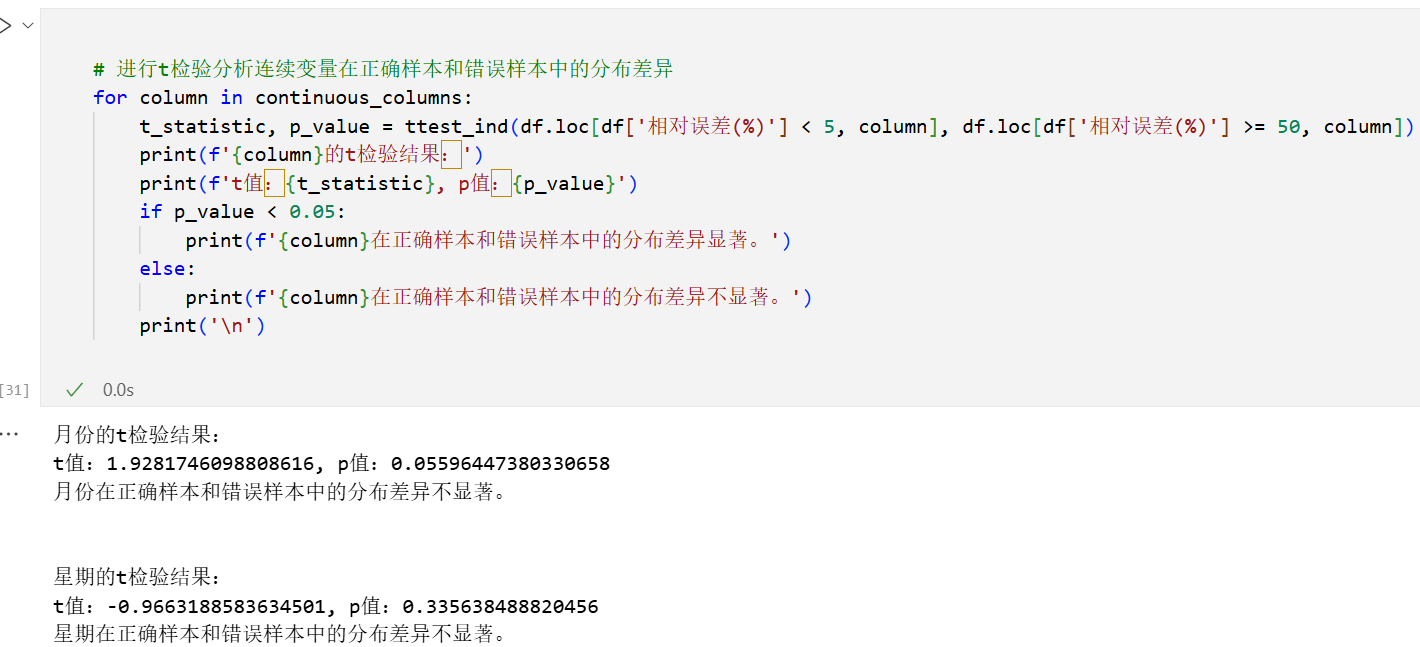 # 进行t检验分析连续变量在正确样本和错误样本中的分布差异
for column in continuous_columns:
    t_statistic, p_value = ttest_ind(df.loc[df['相对误差(%)'] < 5, column], df.loc[df['相对误差(%)'] >= 50, column])
    print(f'{column}的t检验结果：')
    print(f't值：{t_statistic}, p值：{p_value}')
    if p_value < 0.05:
        print(f'{column}在正确样本和错误样本中的分布差异显著。')
    else:
        print(f'{column}在正确样本和错误样本中的分布差异不显著。')
    print('\n')
[31]
0.0s
月份的t检验结果：
t值：1.9281746098808616, p值：0.05596447380330658
月份在正确样本和错误样本中的分布差异不显著。
星期的t检验结果：
t值：-0.9663188583634501, p值：0.335638488820456
星期在正确样本和错误样本中的分布差异不显著。